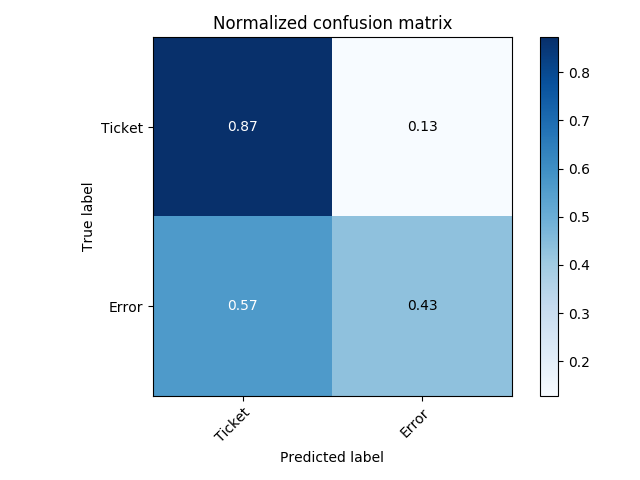 Normalized confusion matrix
Ticket
0.87
0.13
Error
0.57
0.43
True label
Ticket
Error
Predicted label
0.8
0.7
0.6
0.5
0.4
0.3
0.2